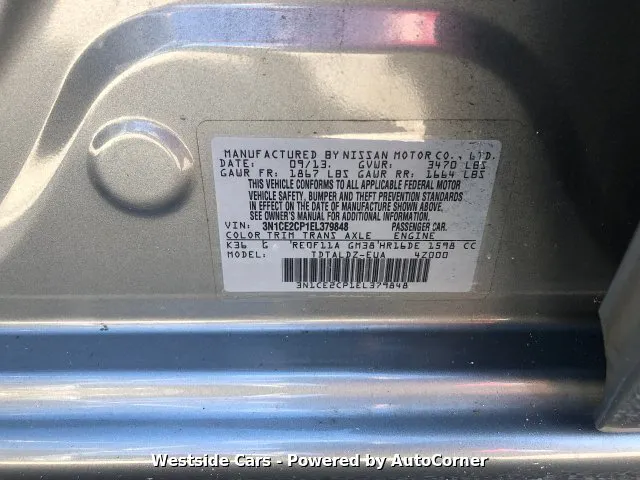 MANUFACTURED BY NISSAN MOTOR CO., LTD.
DATE: 09/13. GVWR: 3470 LBS
GAWR FR: 1867 LBS GAWR RR: 1664 LBS
THIS VEHICLE CONFORMS TO ALL APPLICABLE FEDERAL MOTOR
VEHICLE SAFETY, BUMPER AND THEFT PREVENTION STANDARDS
IN EFFECT ON THE DATE OF MANUFACTURE SHOWN ABOVE.
SEE OWNER'S MANUAL FOR ADDITIONAL INFORMATION.
VIN: 3N1CE2CP1EL379848 PASSENGER CAR.
COLOR TRIM TRANS AXLE ENGINE
K36 G RE0F11A GM38 HR16DE 1598 CC
MODEL: TDTALDZ-EUA 4Z000
3N1CE2CP1EL379848
Westside Cars - Powered by AutoCorner